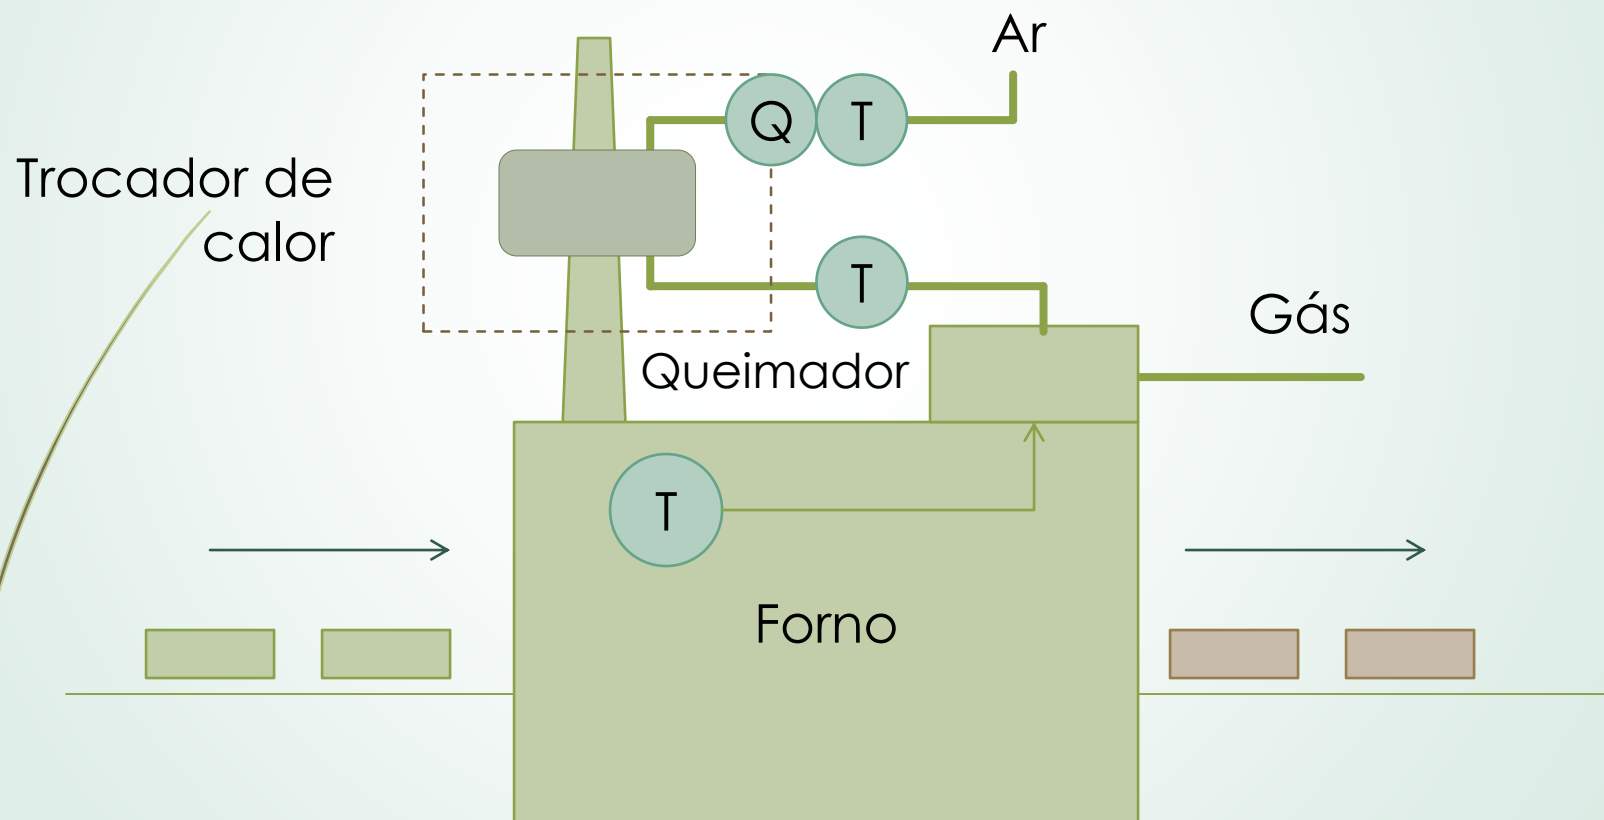 Ar
Q T
Trocador de
calor
T
Gás
Queimador
T
Forno